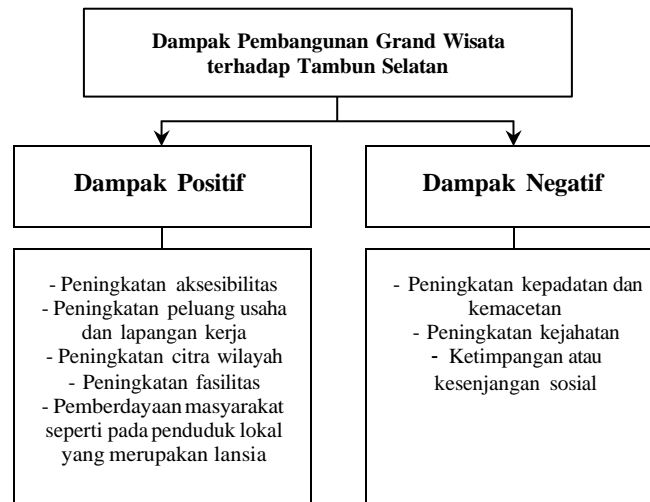 Dampak Pembangunan Grand Wisata
terhadap Tambun Selatan
Dampak Positif
Dampak Negatif
- Peningkatan aksesibilitas
- Peningkatan peluang usaha
dan lapangan kerja
- Peningkatan citra wilayah
- Peningkatan fasilitas
- Pemberdayaan masyarakat
seperti pada penduduk lokal
yang merupakan lansia
- Peningkatan kepadatan dan
kemacetan
- Peningkatan kejahatan
- Ketimpangan atau
kesenjangan sosial